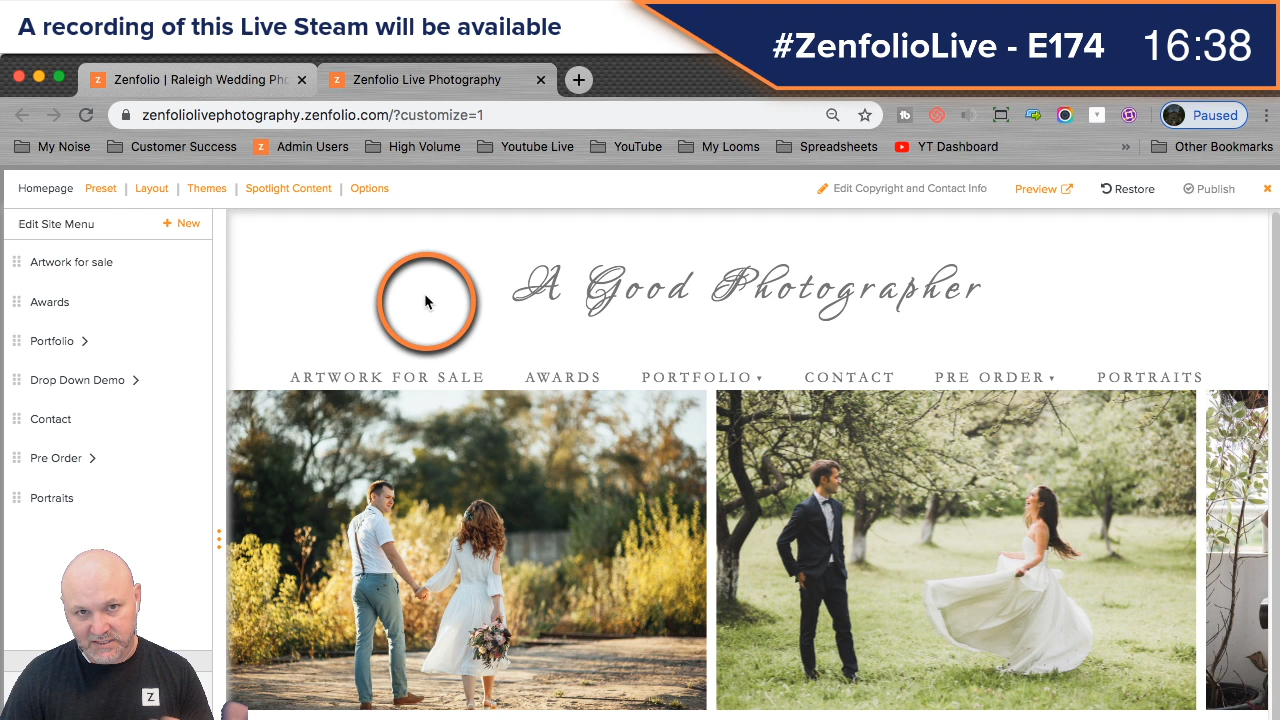 A recording of this Live Steam will be available
#ZenfolioLive - E174 16:38
Z Zenfolio | Raleigh Wedding Pho
Z Zenfolio Live Photography
zenfoliolivephotography.zenfolio.com/?customize=1
tb
Paused
My Noise
Customer Success
Z Admin Users
High Volume
Youtube Live
YouTube
My Looms
Spreadsheets
YT Dashboard
»
Other Bookmarks
Homepage Preset | Layout | Themes | Spotlight Content | Options
Edit Copyright and Contact Info
Preview
Restore
Publish
Edit Site Menu
+ New
Artwork for sale
Awards
Portfolio
Drop Down Demo
Contact
Pre Order
Portraits
A Good Photographer
ARTWORK FOR SALE AWARDS PORTFOLIO CONTACT PRE ORDER PORTRAITS
Z